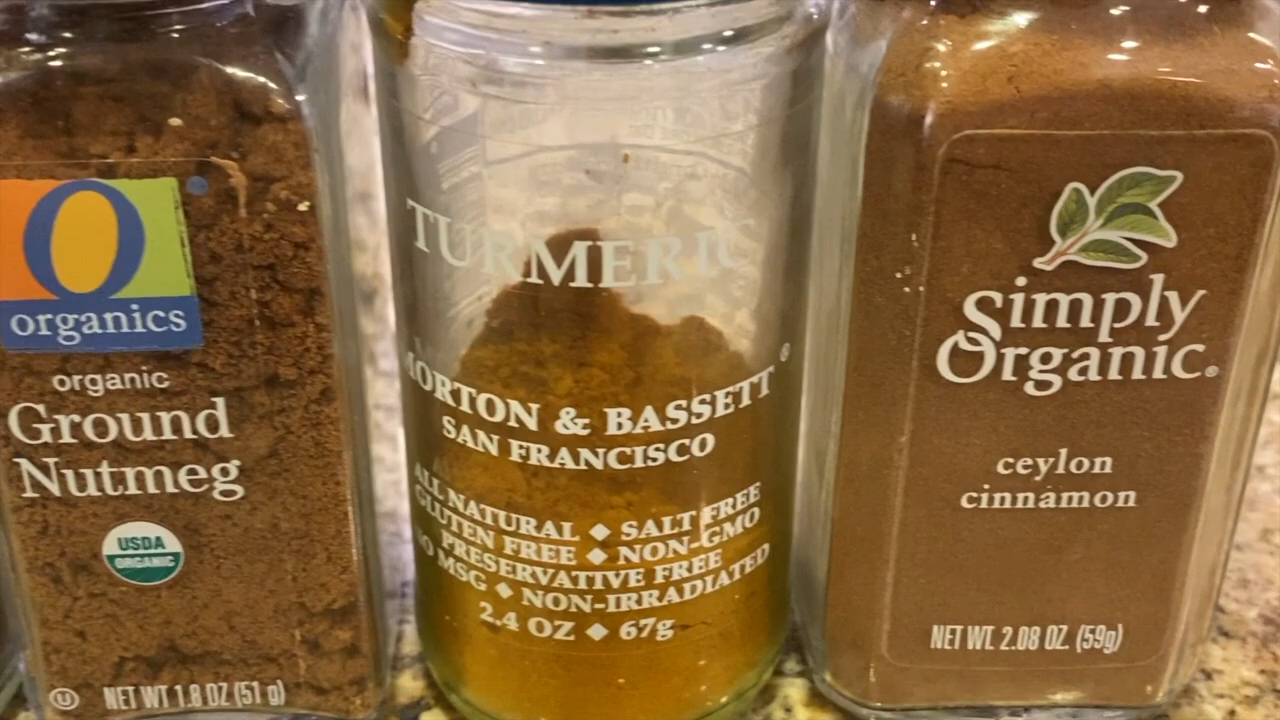 O
organics
organic
Ground
Nutmeg
USDA
ORGANIC
U NET WT 1.8 OZ (51 g)
TURMERIC
MORTON & BASSETT ®
SAN FRANCISCO
ALL NATURAL ◆ SALT FREE
GLUTEN FREE ◆ NON-GMO
PRESERVATIVE FREE
NO MSG ◆ NON-IRRADIATED
2.4 OZ ◆ 67g
Simply
Organic®
ceylon
cinnamon
NET WT. 2.08 OZ. (59g)